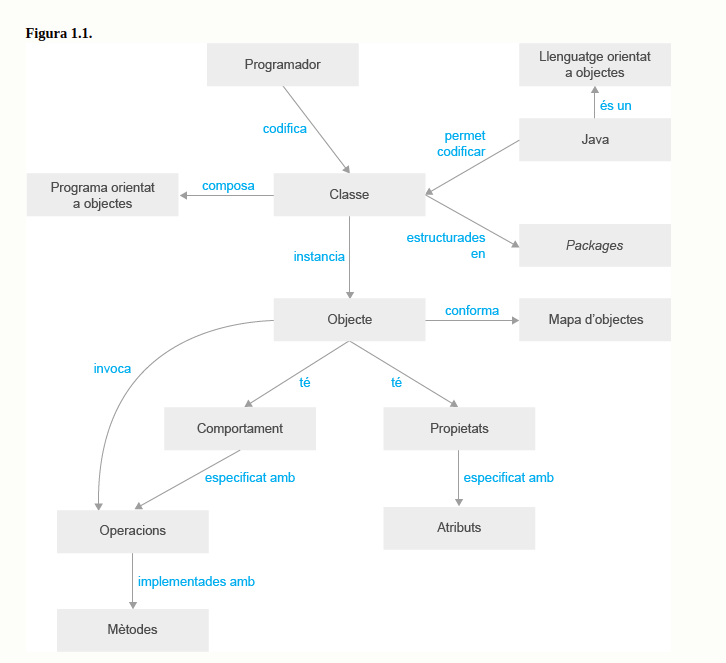 Figura 1.1.
Programador
Llenguatge orientat
a objectes
és un
codifica
permet
codificar
Java
Programa orientat
a objectes
composa
Classe
estructurades
en
Packages
instancia
Objecte
conforma
Mapa d'objectes
invoca
té
té
Comportament
Propietats
especificat amb
especificat amb
Operacions
Atributs
implementades amb
Mètodes